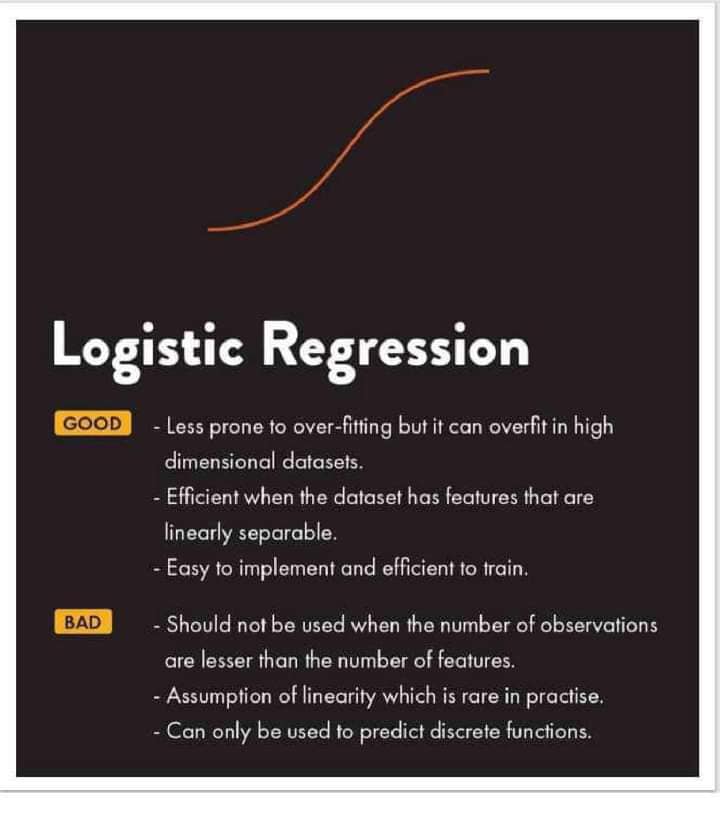 Logistic Regression
GOOD - Less prone to over-fitting but it can overfit in high
dimensional datasets.
- Efficient when the dataset has features that are
linearly separable.
- Easy to implement and efficient to train.
BAD - Should not be used when the number of observations
are lesser than the number of features.
- Assumption of linearity which is rare in practise.
- Can only be used to predict discrete functions.